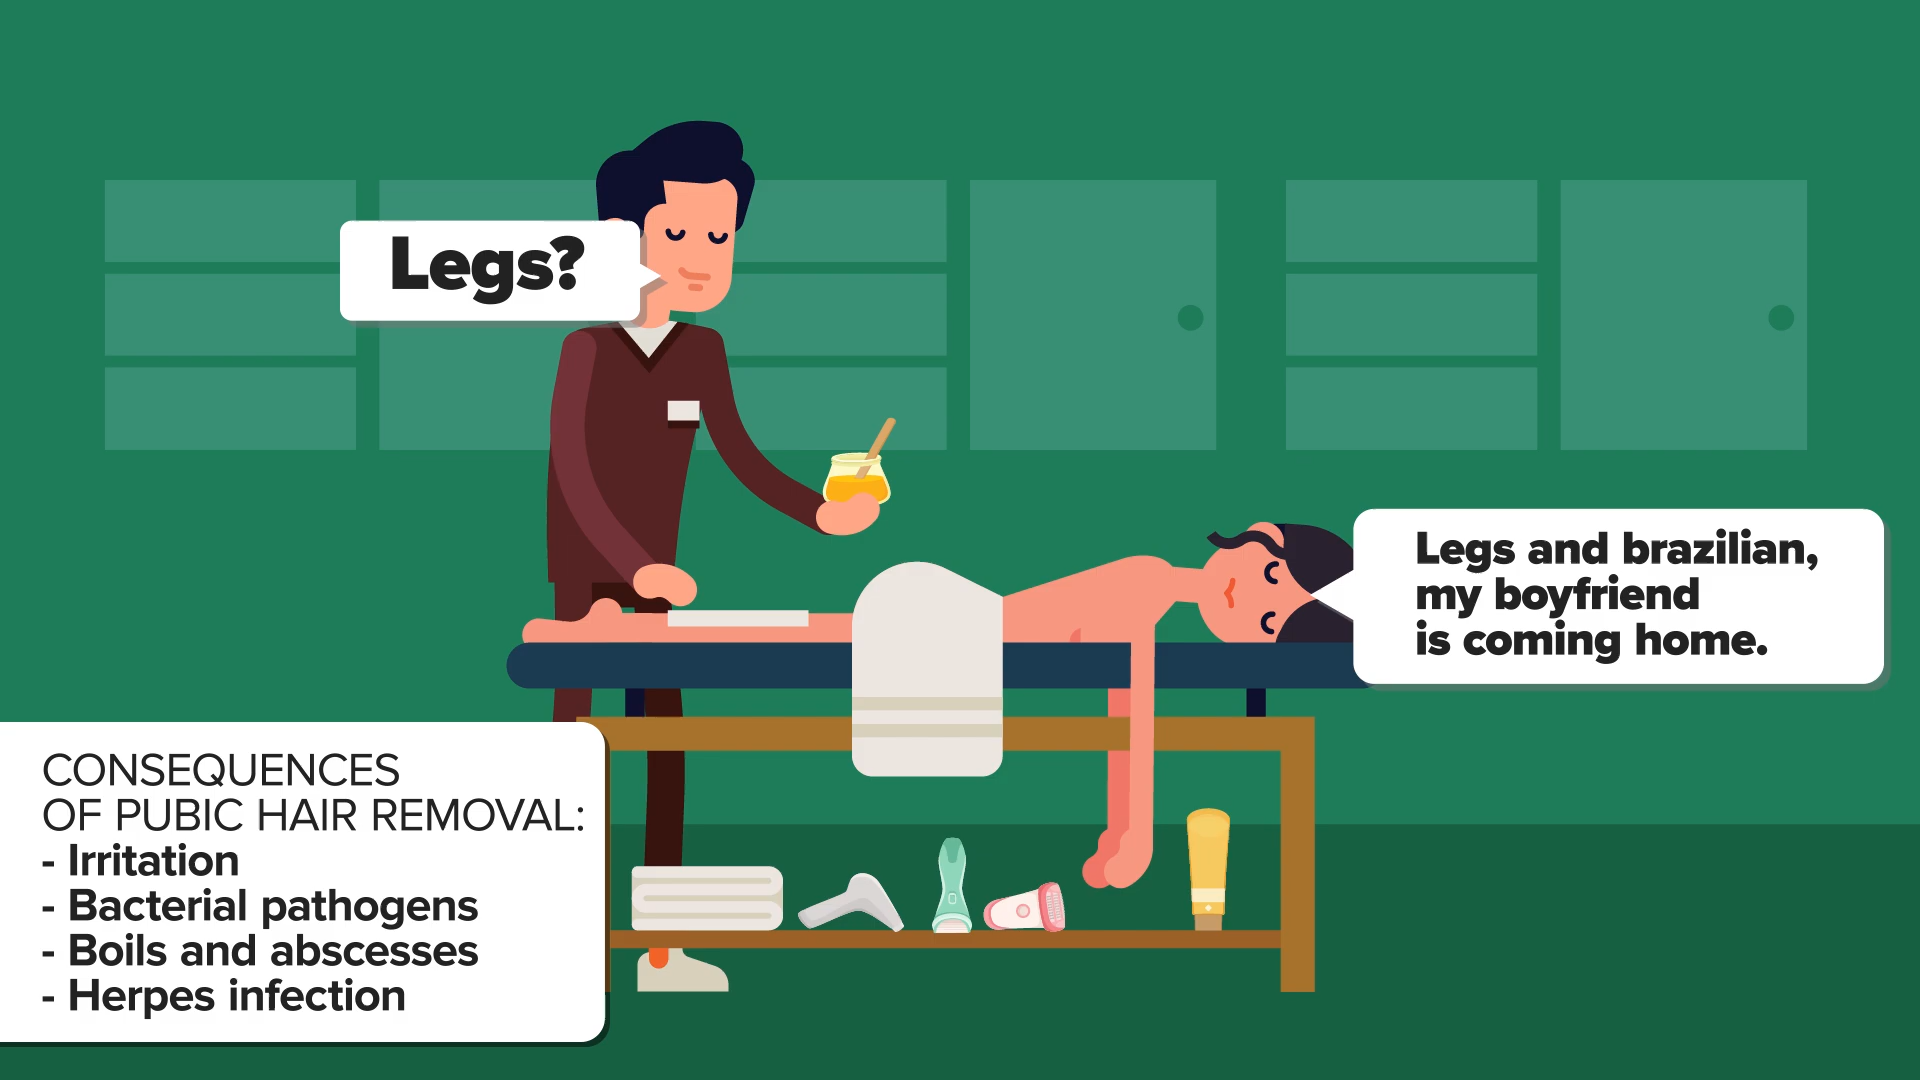 Legs?
Legs and brazilian,
my boyfriend
is coming home.
CONSEQUENCES
OF PUBIC HAIR REMOVAL:
- Irritation
- Bacterial pathogens
- Boils and abscesses
- Herpes infection